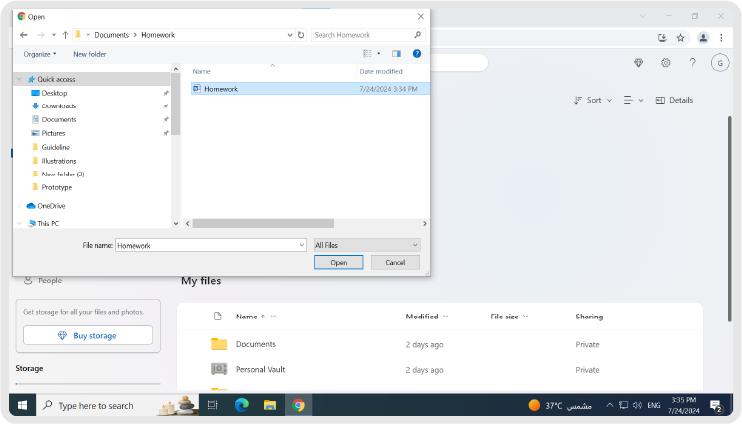 Open
Documents > Homework
Search Homework
Organize
New folder
Name
Date modified
Quick access
Homework
7/24/2024 3:34 PM
Desktop
Downloads
Documents
Pictures
Guideline
Illustrations
New folder (2)
Prototype
OneDrive
This PC
File name: Homework
All Files
Open
Cancel
G
Sort
Details
People
My files
Get storage for all your files and photos.
Buy storage
Storage
Name
Modified
File size
Sharing
Documents
2 days ago
Private
Personal Vault
2 days ago
Private
Type here to search
37°C مشمس
ENG
3:35 PM
7/24/2024
2